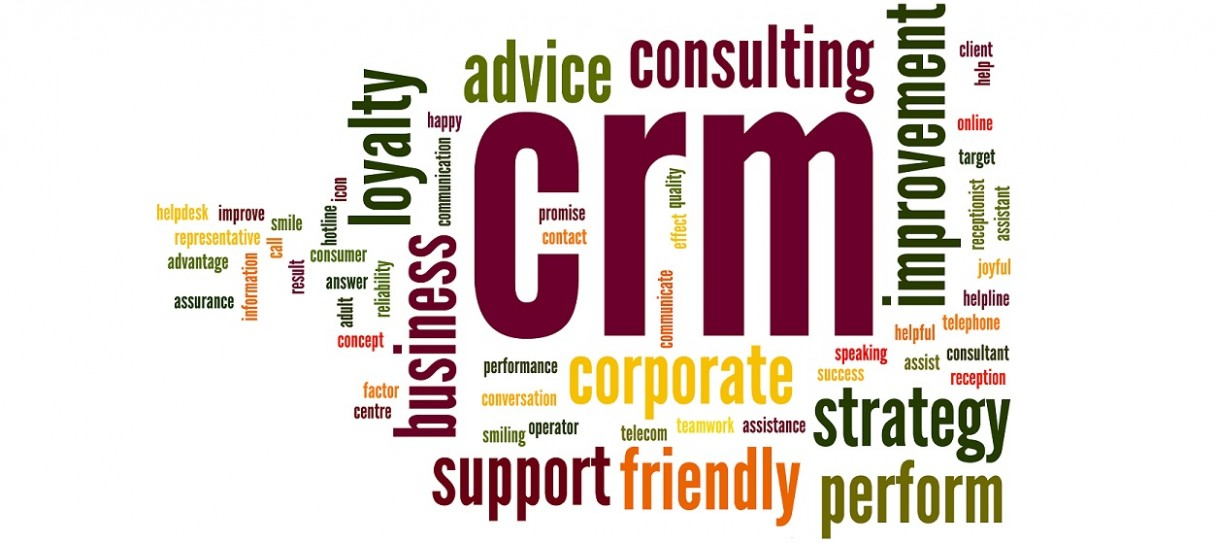 improvement
consulting
client
advice
help
loyalty
happy
crm
online
communication
target
quality
icon
receptionist
assistant
helpdesk
improve
smile
hotline
promise
effect
representative
call
contact
business
consumer
advantage
information
result
answer
reliability
joyful
assurance
adult
communicate
helpline
telephone
concept
helpful
speaking
consultant
performance
corporate
success
assist
reception
factor
conversation
centre
strategy
smiling
operator
telecom
teamwork
assistance
support
friendly
perform